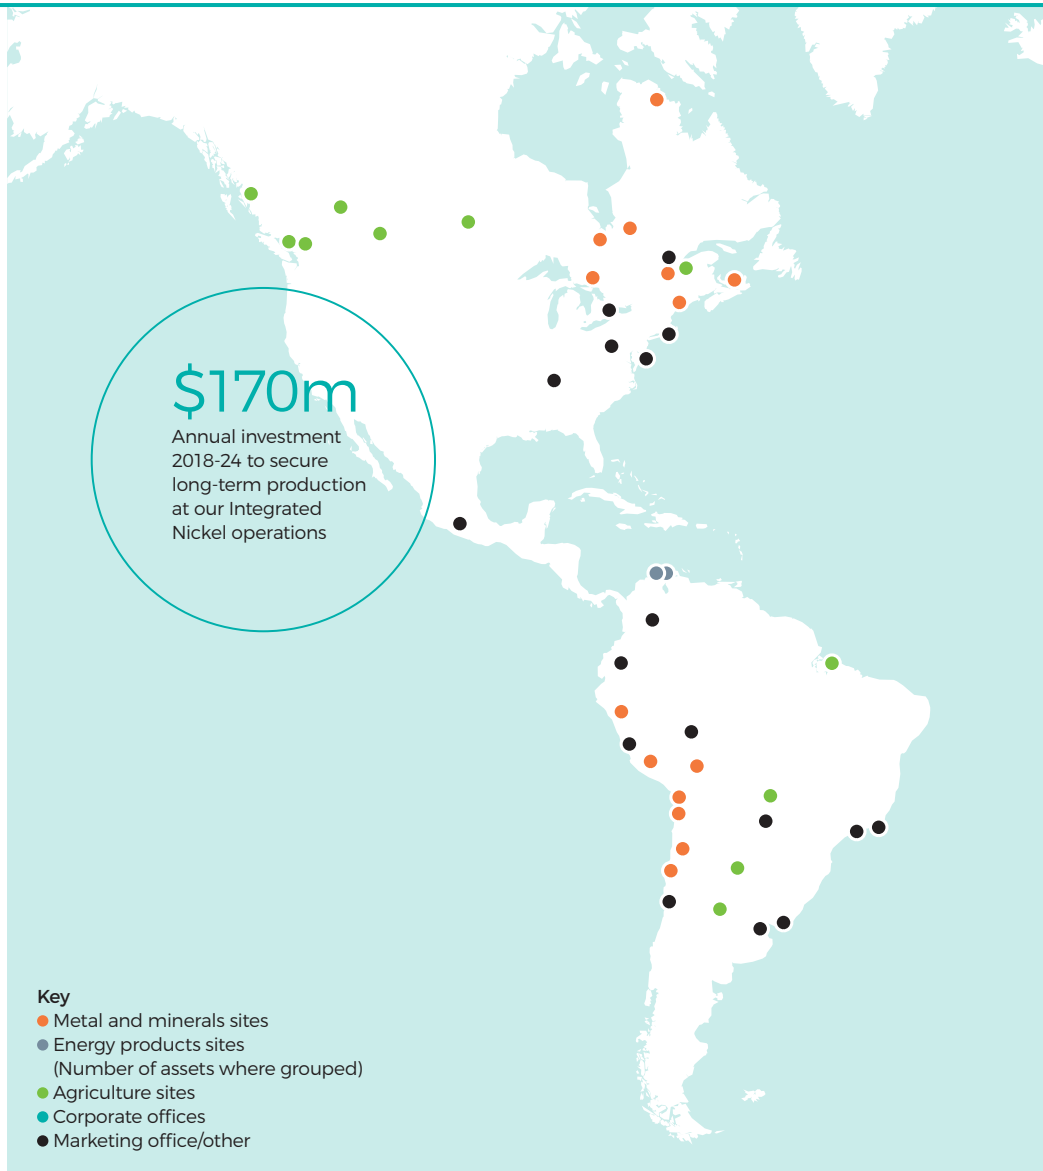 $170m
Annual investment
2018-24 to secure
long-term production
at our Integrated
Nickel operations
Key
Metal and minerals sites
Energy products sites
(Number of assets where grouped)
Agriculture sites
Corporate offices
Marketing office/other